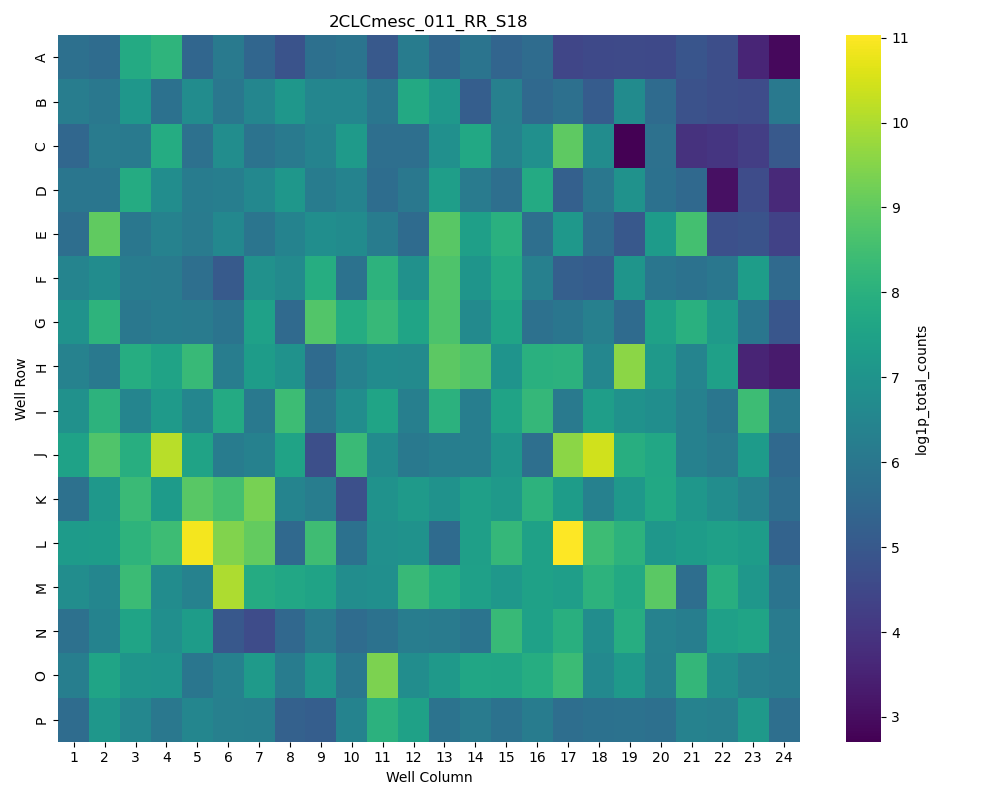 2CLCmesc_011_RR_S18
Well Row
A
B
C
D
E
F
G
H
I
J
K
L
M
N
O
P
1 2 3 4 5 6 7 8 9 10 11 12 13 14 15 16 17 18 19 20 21 22 23 24
Well Column
11
10
9
8
7
6
5
4
3
log1p_total_counts